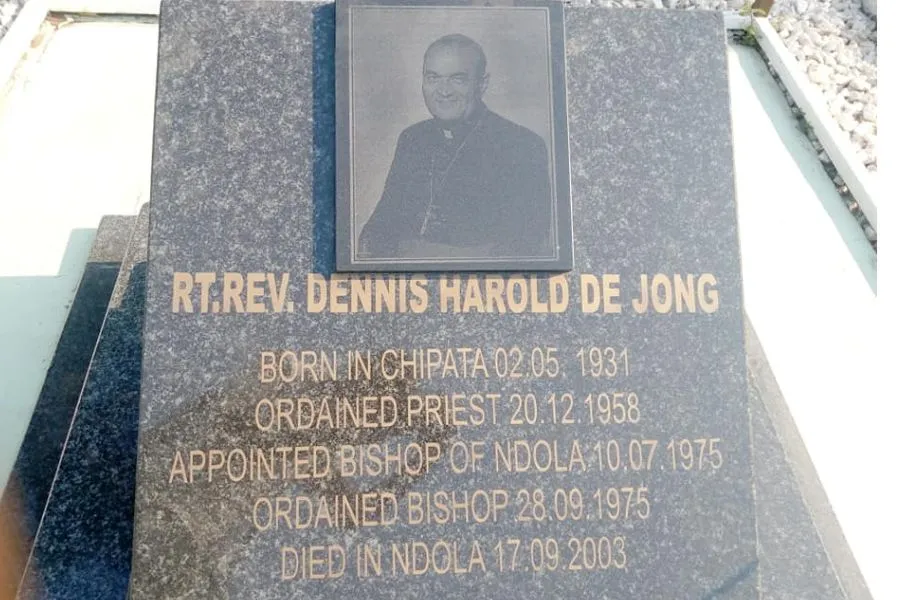 RT.REV. DENNIS HAROLD DE JONG
BORN IN CHIPATA 02.05. 1931
ORDAINED PRIEST 20.12.1958
APPOINTED BISHOP OF NDOLA 10.07.1975
ORDAINED BISHOP 28.09.1975
DIED IN NDOLA 17.09.2003